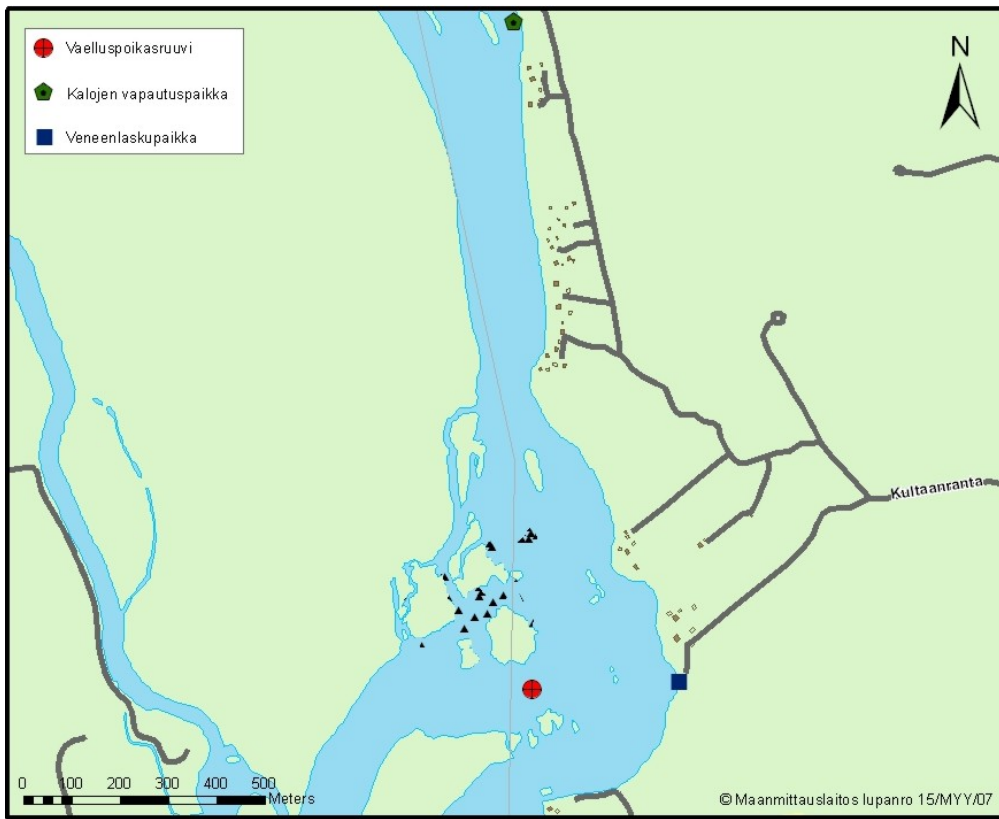 Vaelluspoikasruuvi
Kalojen vapautuspaikka
Veneenlaskupaikka
N
Kultaanranta
0 100 200 300 400 500
Meters
© Maanmittauslaitos lupanro 15/MYY/07